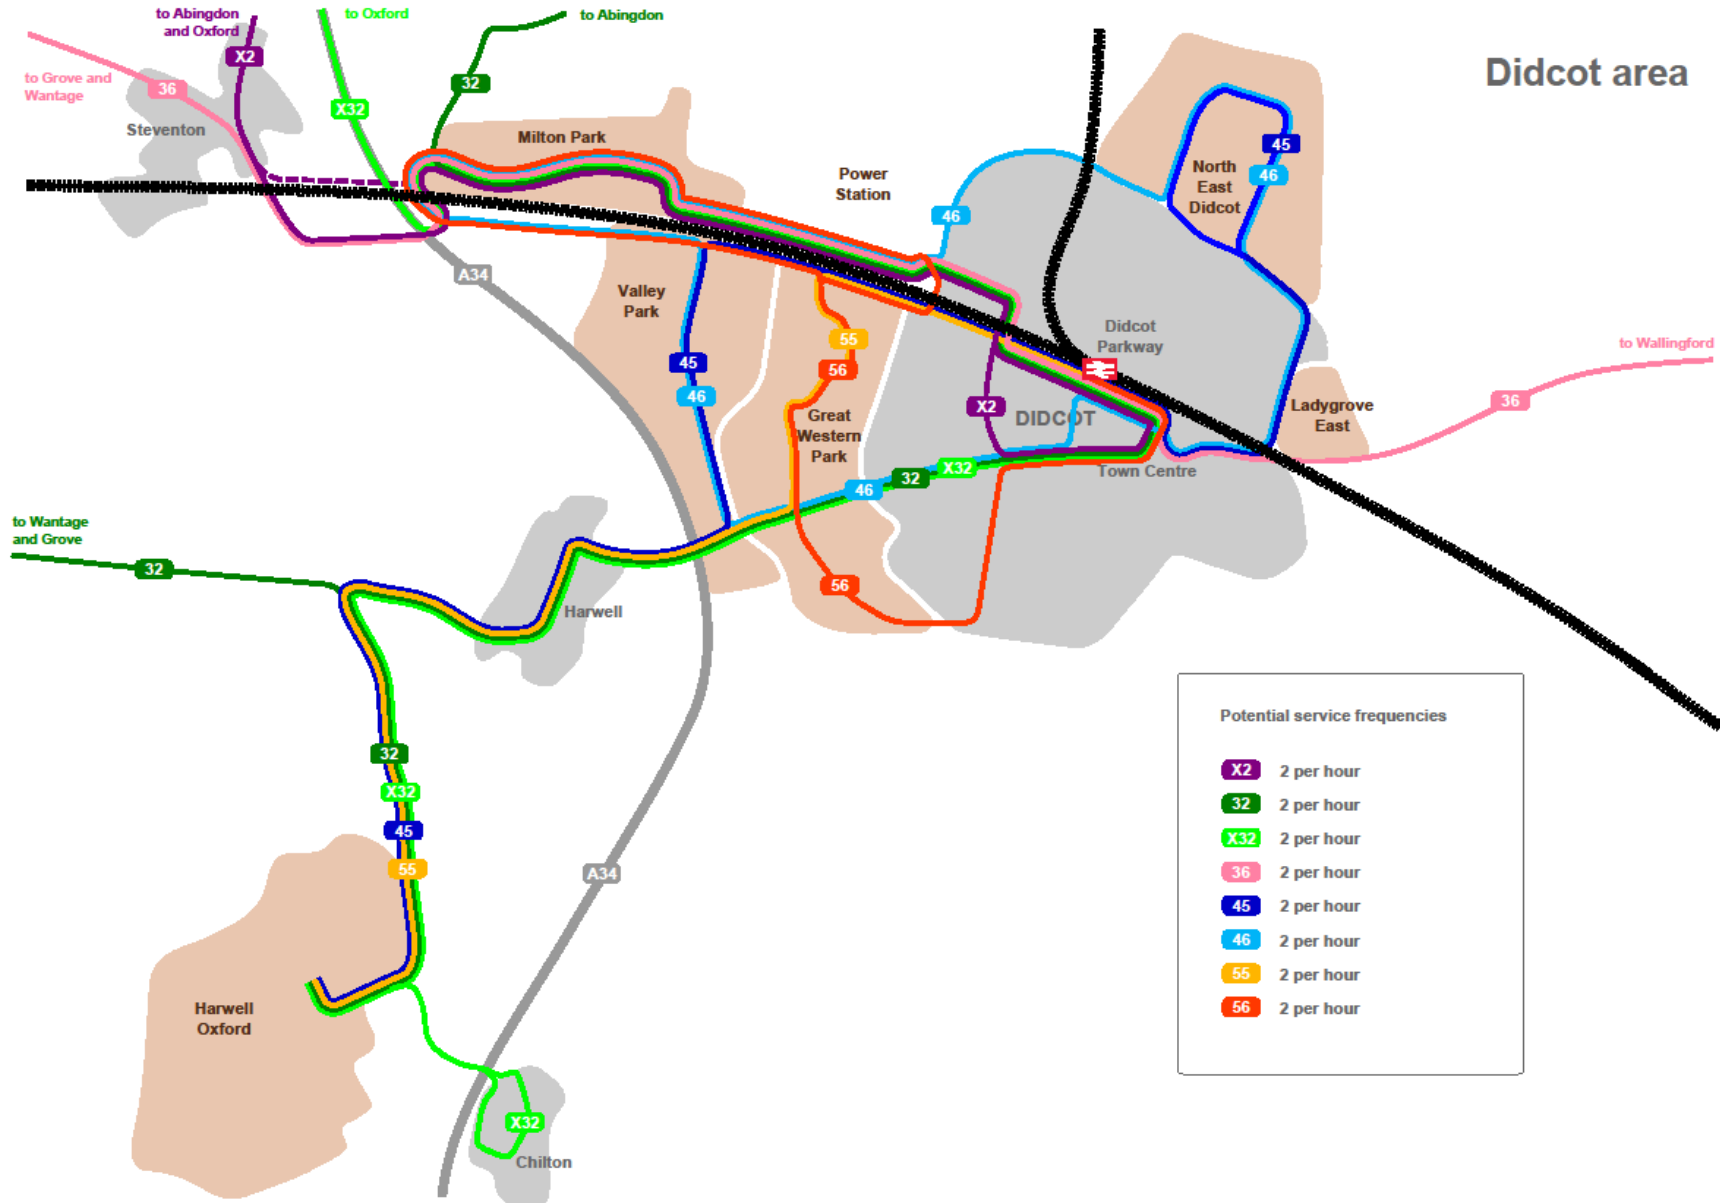 to Abingdon
and Oxford
to Oxford
to Abingdon
Didcot area
X2
to Grove and
Wantage
36
32
X32
Steventon
Milton Park
45
46
North
East
Didcot
Power
Station
46
A34
Valley
Park
Didcot
Parkway
to Wallingford
55
45
56
46
36
X2
DIDCOT
Ladygrove
East
Great
Western
Park
Town Centre
X32
32
46
to Wantage
and Grove
32
56
Harwell
32
X32
45
55
A34
Harwell
Oxford
X32
Chilton
Potential service frequencies
X2 2 per hour
32 2 per hour
X32 2 per hour
36 2 per hour
45 2 per hour
46 2 per hour
55 2 per hour
56 2 per hour